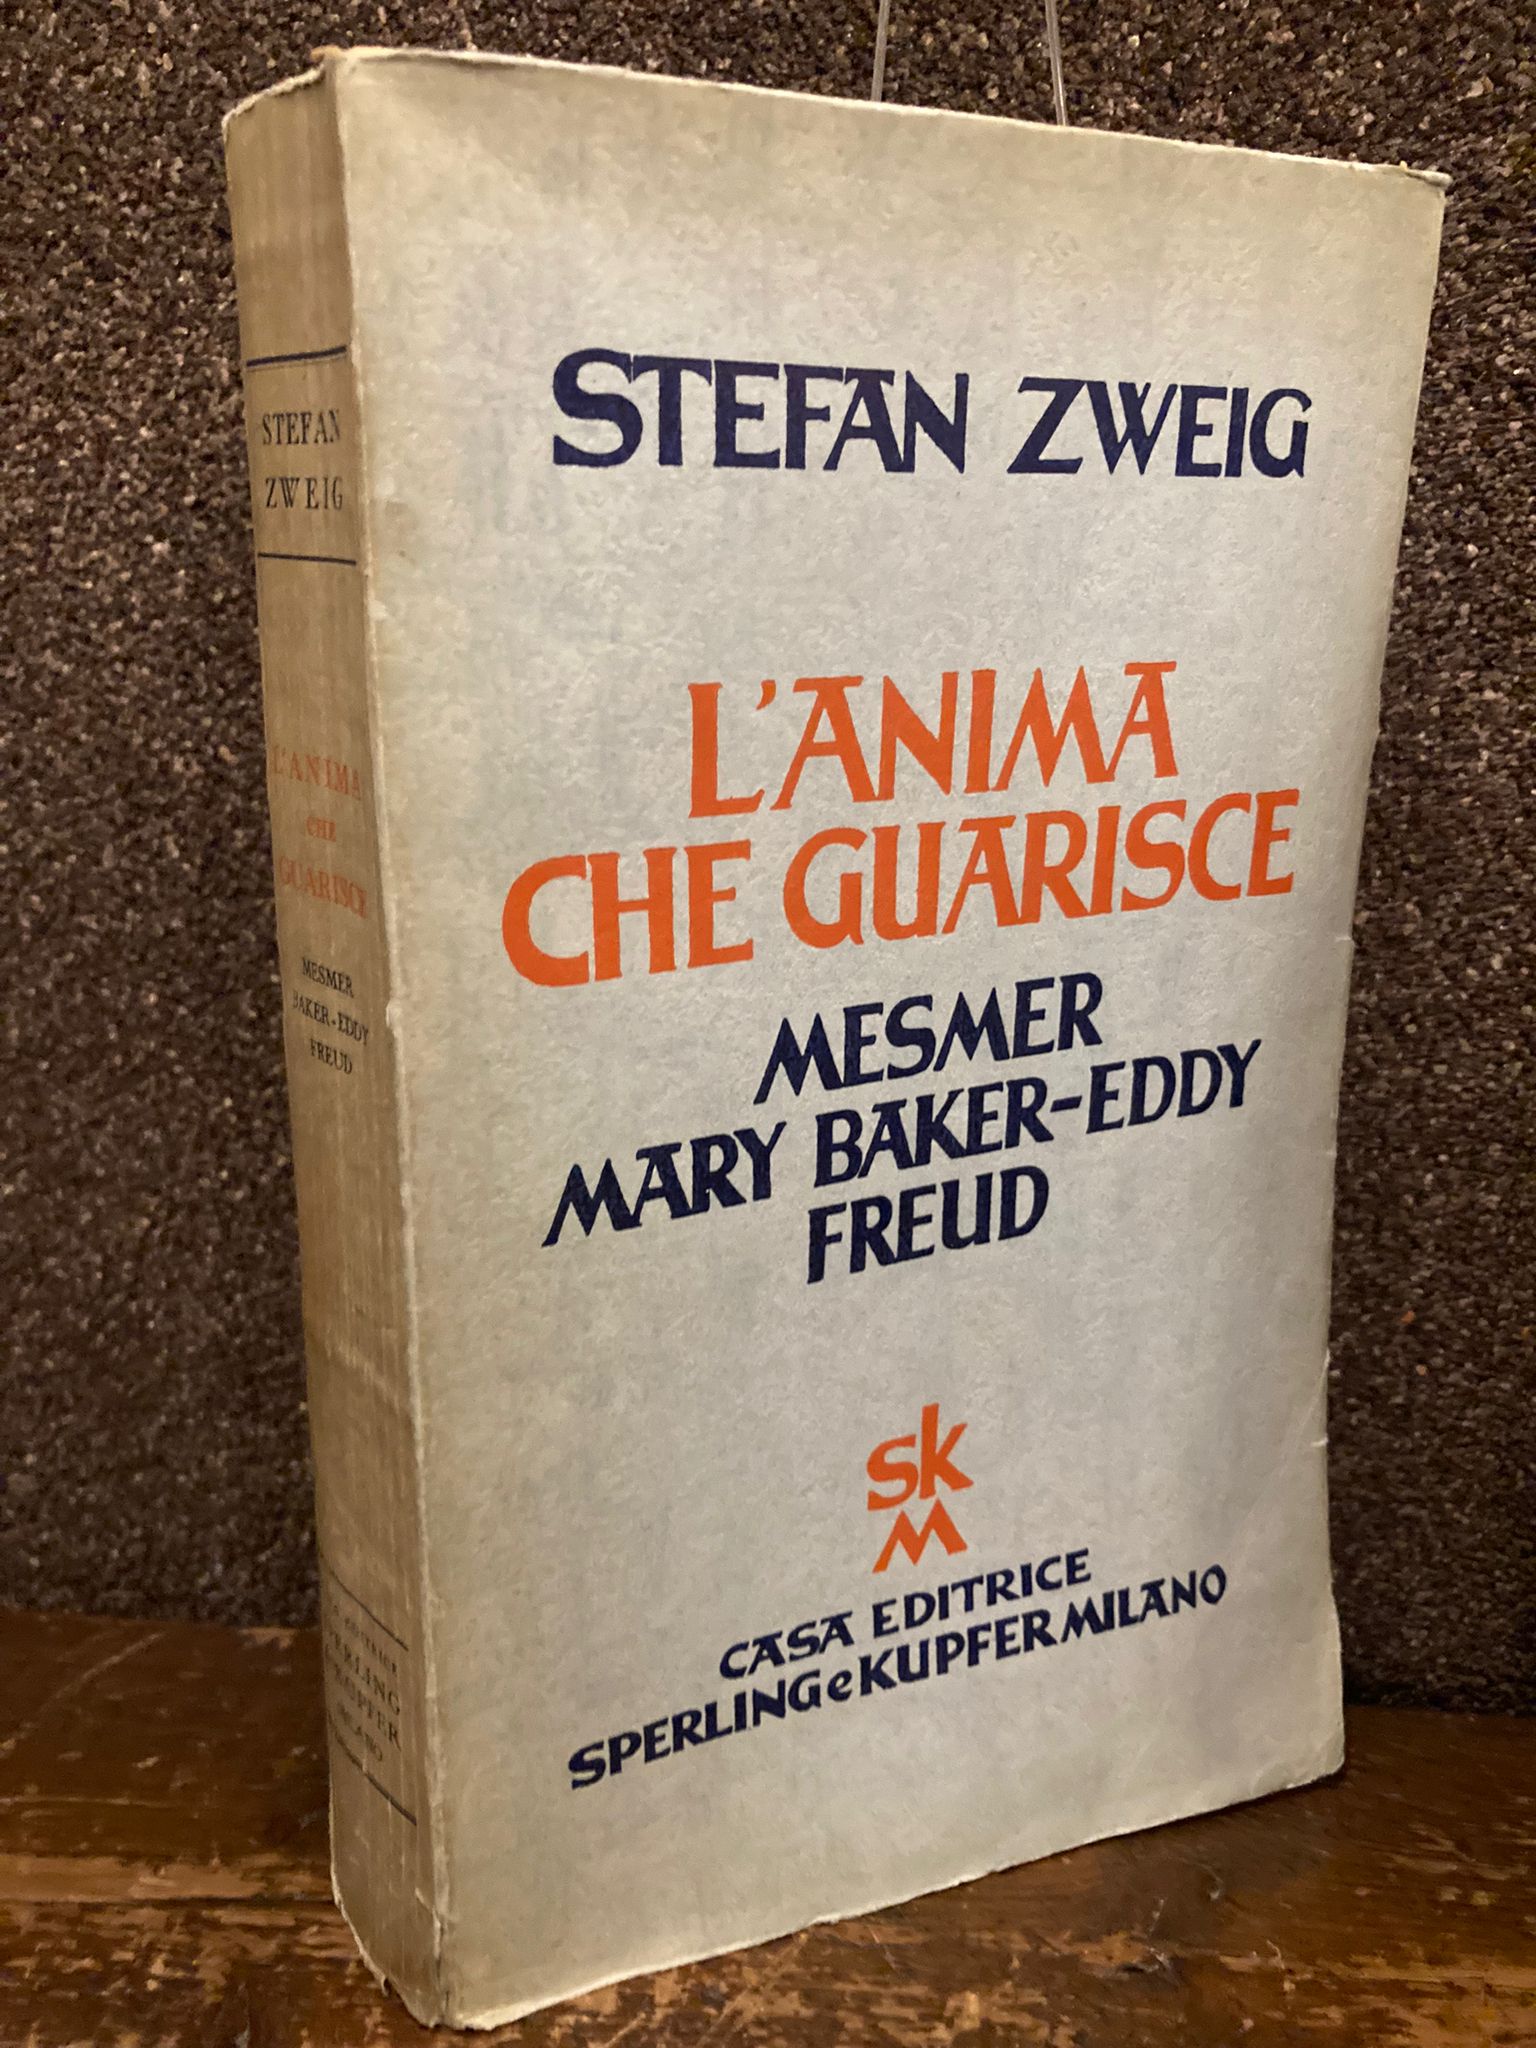 STEFAN
ZWEIG
L'ANIMA
CHE
GUARISCE
MESMER
BAKER-EDDY
FREUD
STEFAN ZWEIG
L'ANIMA
CHE GUARISCE
MESMER
MARY BAKER-EDDY
FREUD
SK
M
CASA EDITRICE
SPERLING e KUPFER MILANO